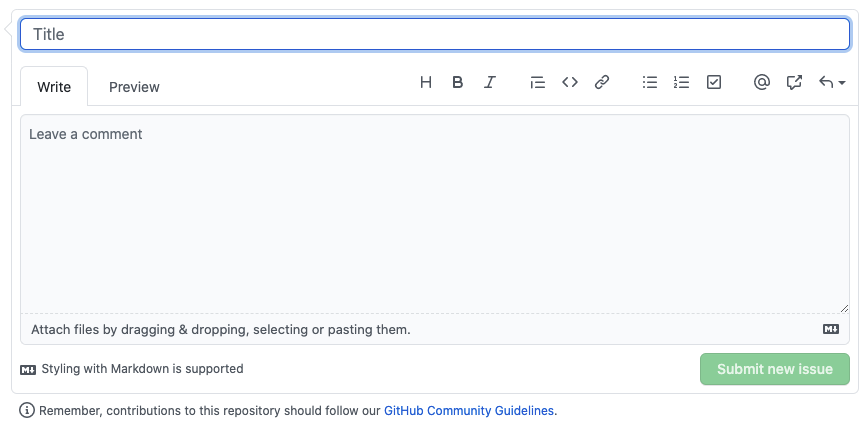 Title
Write Preview H B I
Leave a comment
Attach files by dragging & dropping, selecting or pasting them.
Styling with Markdown is supported
Submit new issue
Remember, contributions to this repository should follow our GitHub Community Guidelines.